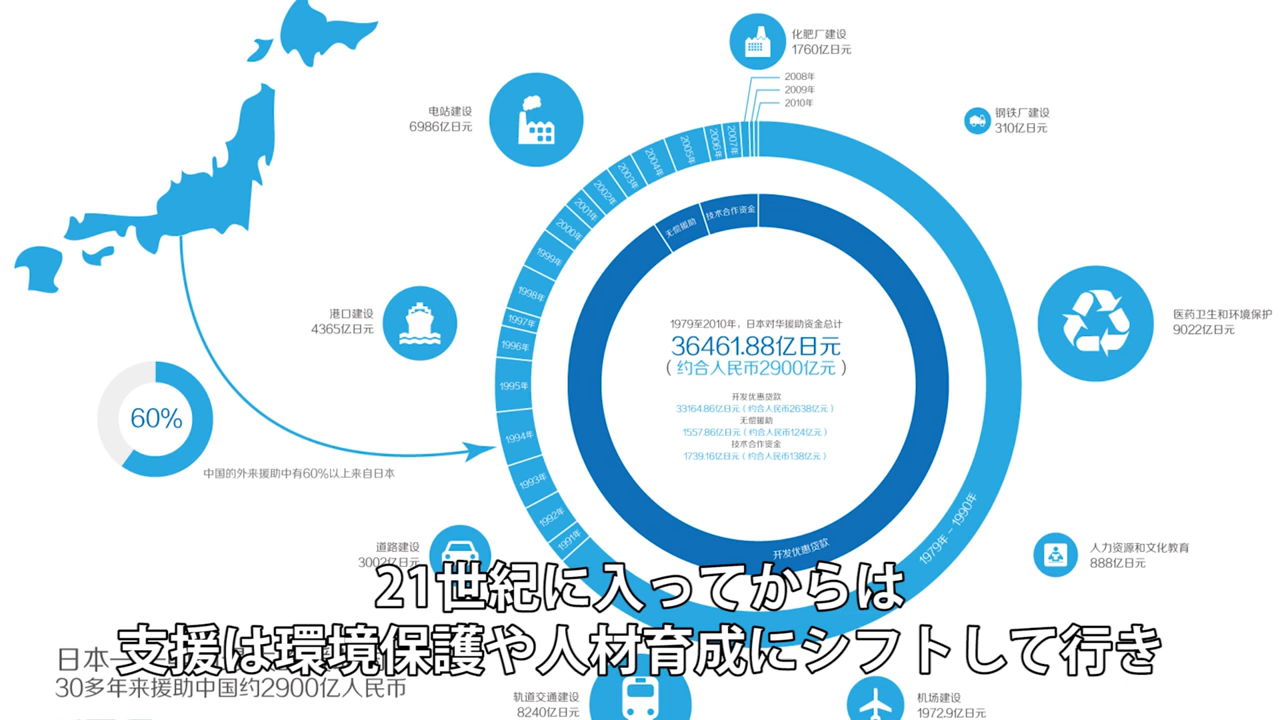 化肥厂建设
1760亿日元
2008年
2009年
2010年
电站建设
6986亿日元
钢铁厂建设
310亿日元
2007年
2006年
2005年
2004年
2003年
2002年
2001年
2000年
1999年
1998年
1997年
1996年
1995年
1994年
1993年
1992年
1991年
1979年－1990年
无偿援助
技术合作资金
开发优惠贷款
1979至2010年，日本对华援助资金总计
36461.88亿日元
（约合人民币2900亿元）
开发优惠贷款
33164.86亿日元（约合人民币2638亿元）
无偿援助
1557.86亿日元（约合人民币124亿元）
技术合作资金
1739.16亿日元（约合人民币138亿元）
港口建设
4365亿日元
医药卫生和环境保护
9022亿日元
60%
中国的外来援助中有60%以上来自日本
道路建设
3002亿日元
人力资源和文化教育
888亿日元
21世紀に入ってからは
支援は環境保護や人材育成にシフトして行き
日本
30多年来援助中国约2900亿人民币
轨道交通建设
8240亿日元
机场建设
1972.9亿日元